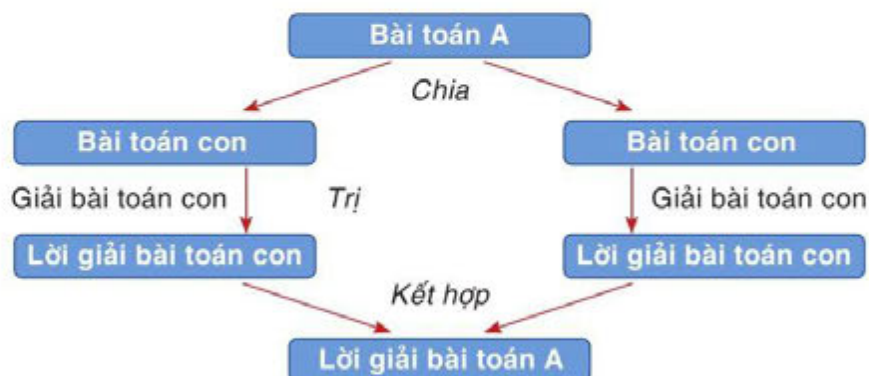 Bài toán A
Chia
Bài toán con
Bài toán con
Giải bài toán con
Trị
Giải bài toán con
Lời giải bài toán con
Lời giải bài toán con
Kết hợp
Lời giải bài toán A